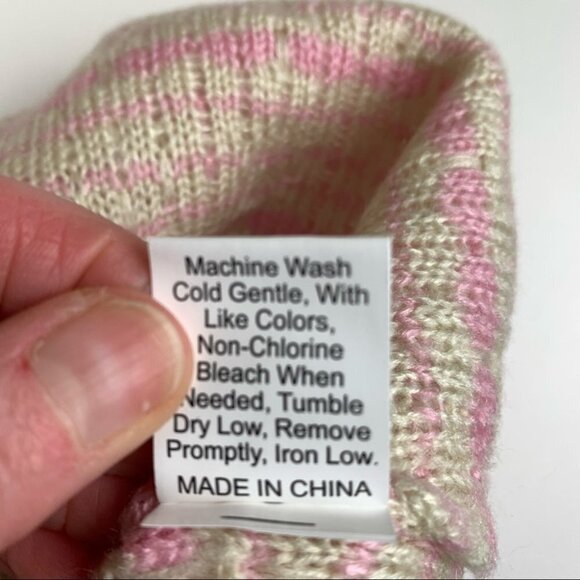 Machine Wash
Cold Gentle, With
Like Colors,
Non-Chlorine
Bleach When
Needed, Tumble
Dry Low, Remove
Promptly, Iron Low.
MADE IN CHINA